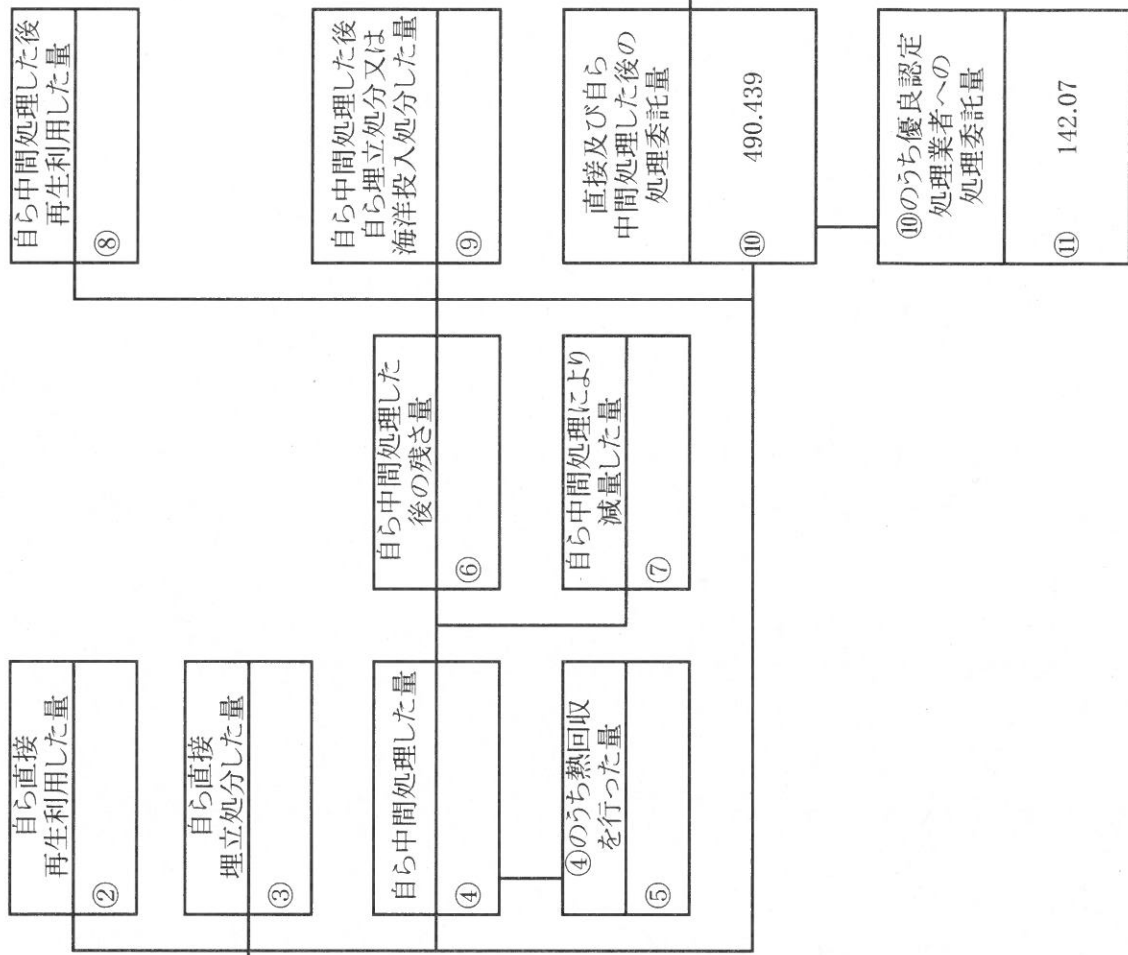 自ら直接
再生利用した量
②
自ら直接
埋立処分した量
③
自ら中間処理した量
④
④のうち熱回収
を行った量
⑤
自ら中間処理した
後の残さ量
⑥
自ら中間処理により
減量した量
⑦
自ら中間処理した後
再生利用した量
⑧
自ら中間処理した後
自ら埋立処分又は
海洋投入処分した量
⑨
直接及び自ら
中間処理した後の
処理委託量
⑩
490.439
⑩のうち優良認定
処理業者への
処理委託量
⑪
142.07